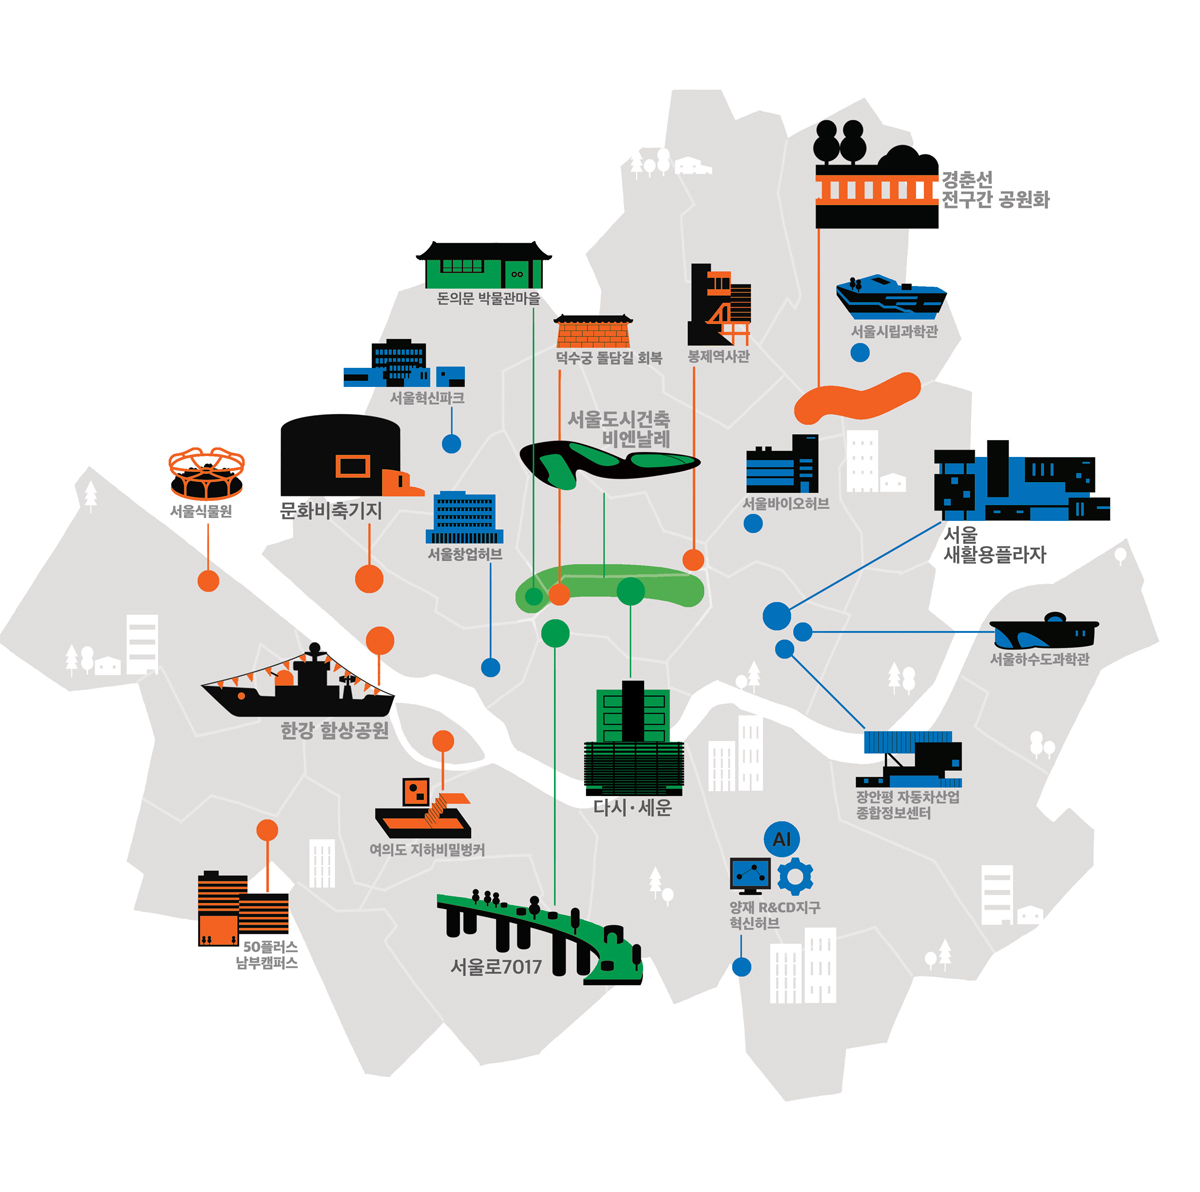 경춘선
전구간 공원화
돈의문 박물관마을
서울시립과학관
덕수궁 돌담길 회복
봉제역사관
서울혁신파크
서울도시건축
비엔날레
서울식물원
문화비축기지
서울바이오허브
서울창업허브
서울
새활용플라자
서울하수도과학관
한강 함상공원
다시·세운
장안평 자동차산업
종합정보센터
여의도 지하비밀벙커
AI
양재 R&CD지구
혁신허브
50플러스
남부캠퍼스
서울로7017